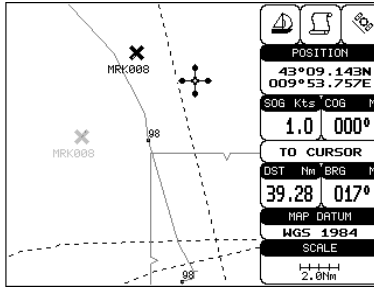 MRK008
MRK008
98
98
POSITION
43°09.143N
009°53.757E
SOG Kts COG M
1.0 000°
TO CURSOR
DST Nm BRG M
39.28 017°
MAP DATUM
WGS 1984
SCALE
2.0Nm